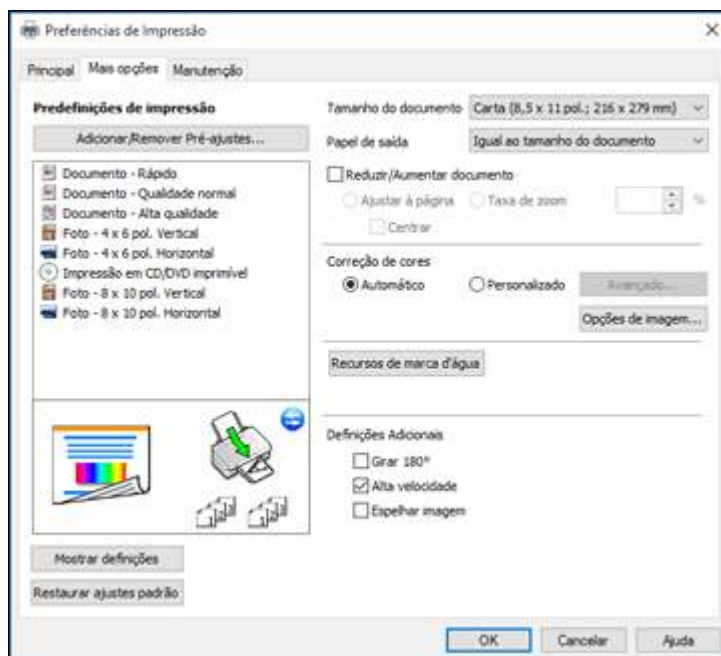 Preferências de Impressão
Principal Mais opções Manutenção
Predefinições de impressão
Adicionar/Remover Pré-ajustes...
Documento - Rápido
Documento - Qualidade normal
Documento - Alta qualidade
Foto - 4 x 6 pol. Vertical
Foto - 4 x 6 pol. Horizontal
Impressão em CD/DVD imprimível
Foto - 8 x 10 pol. Vertical
Foto - 8 x 10 pol. Horizontal
Mostrar definições
Restaurar ajustes padrão
Tamanho do documento Carta (8,5 x 11 pol.; 216 x 279 mm)
Papel de saída Igual ao tamanho do documento
Reduzir/Aumentar documento
Ajustar à página Taxa de zoom %
Centrar
Correção de cores
Automático Personalizado Avançado...
Opções de imagem...
Recursos de marca d'água
Definições Adicionais
Girar 180°
Alta velocidade
Espelhar imagem
OK Cancelar Ajuda